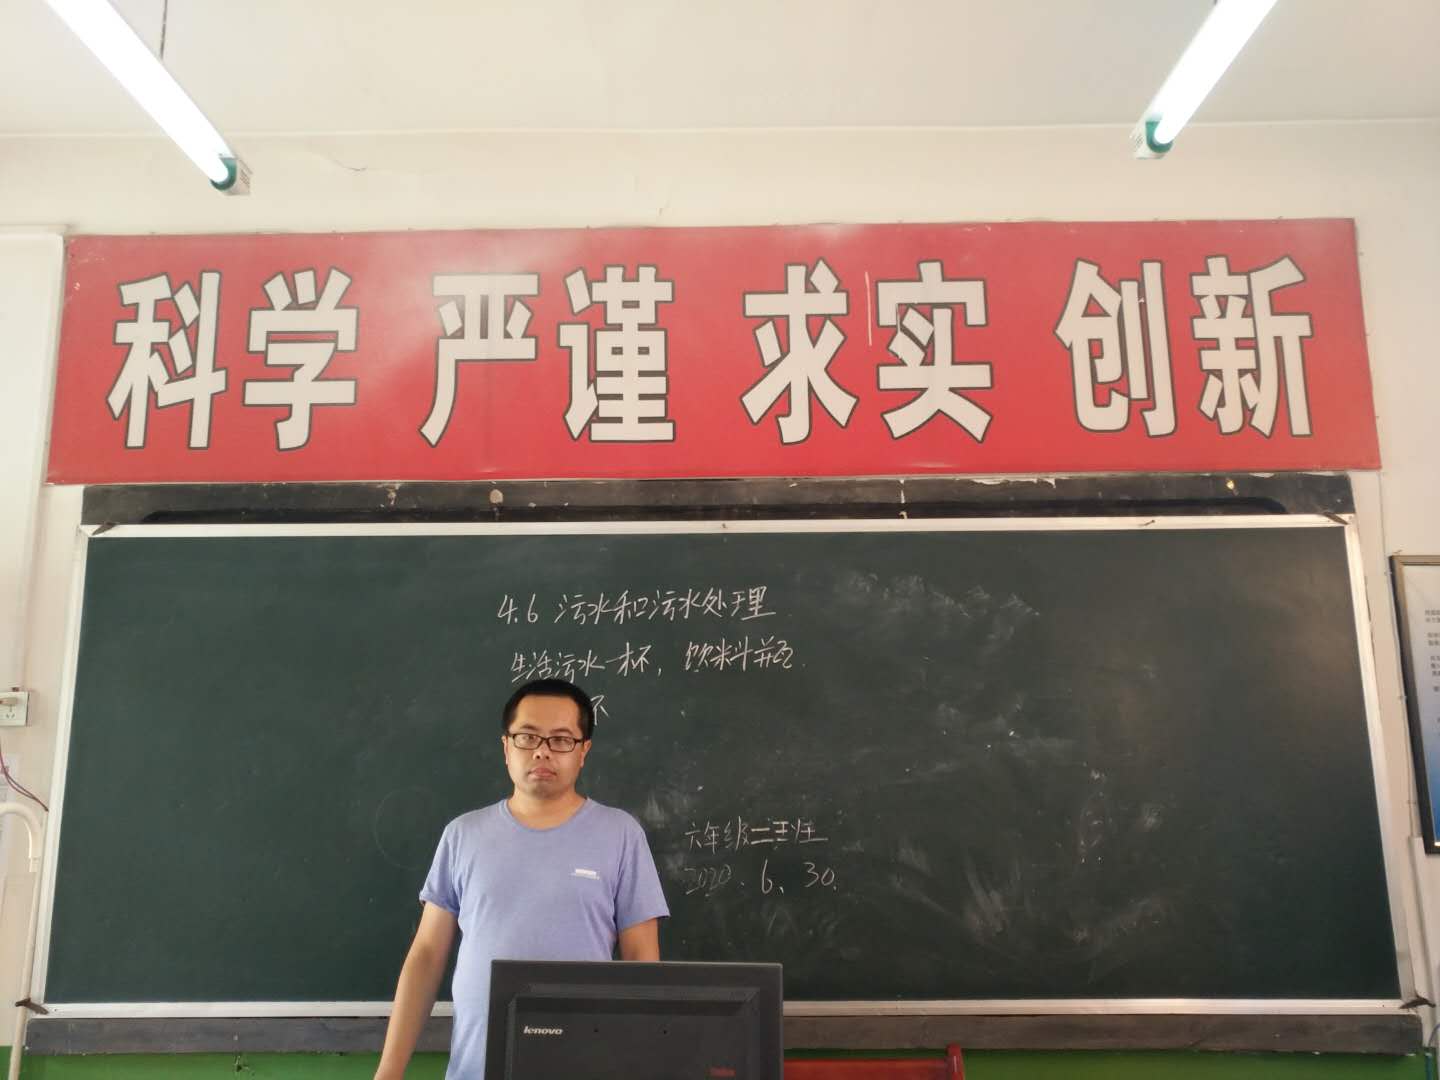 科学 严谨 求实 创新
4.6 污水和污水处理
生活污水一杯，饮料瓶
六年级二班
2020.6.30.
lenovo